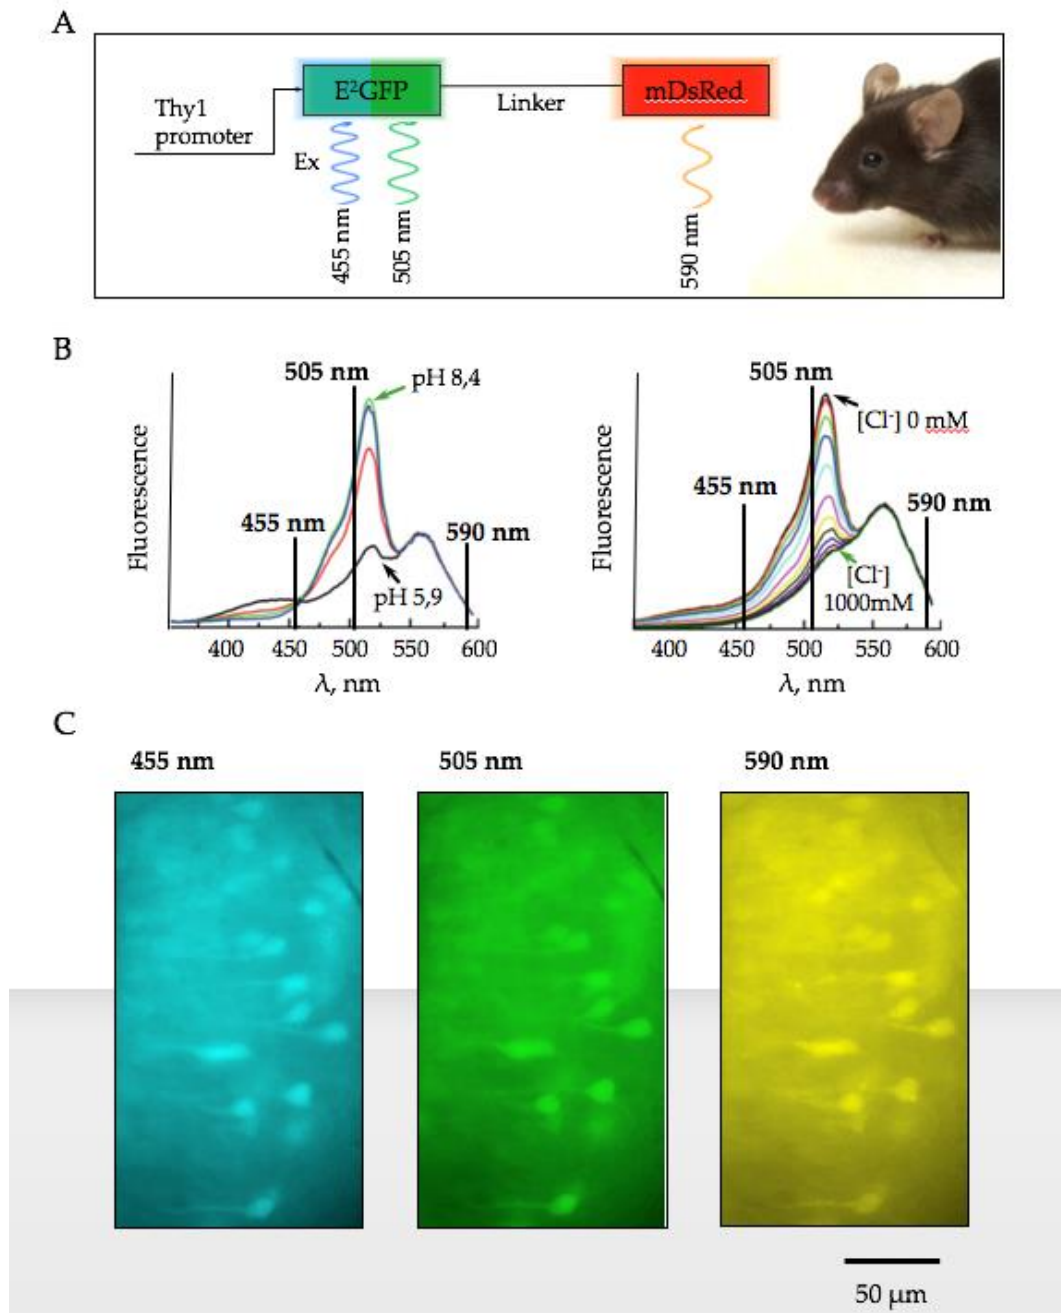 A
Thy1
promoter
E²GFP
Linker
mDsRed
Ex
455 nm
505 nm
590 nm
B
505 nm
pH 8,4
455 nm
590 nm
pH 5,9
Fluorescence
400 450 500 550 600
λ, nm
505 nm
[Cl-] 0 mM
455 nm
590 nm
[Cl-]
1000mM
Fluorescence
400 450 500 550 600
λ, nm
C
455 nm
505 nm
590 nm
50 µm